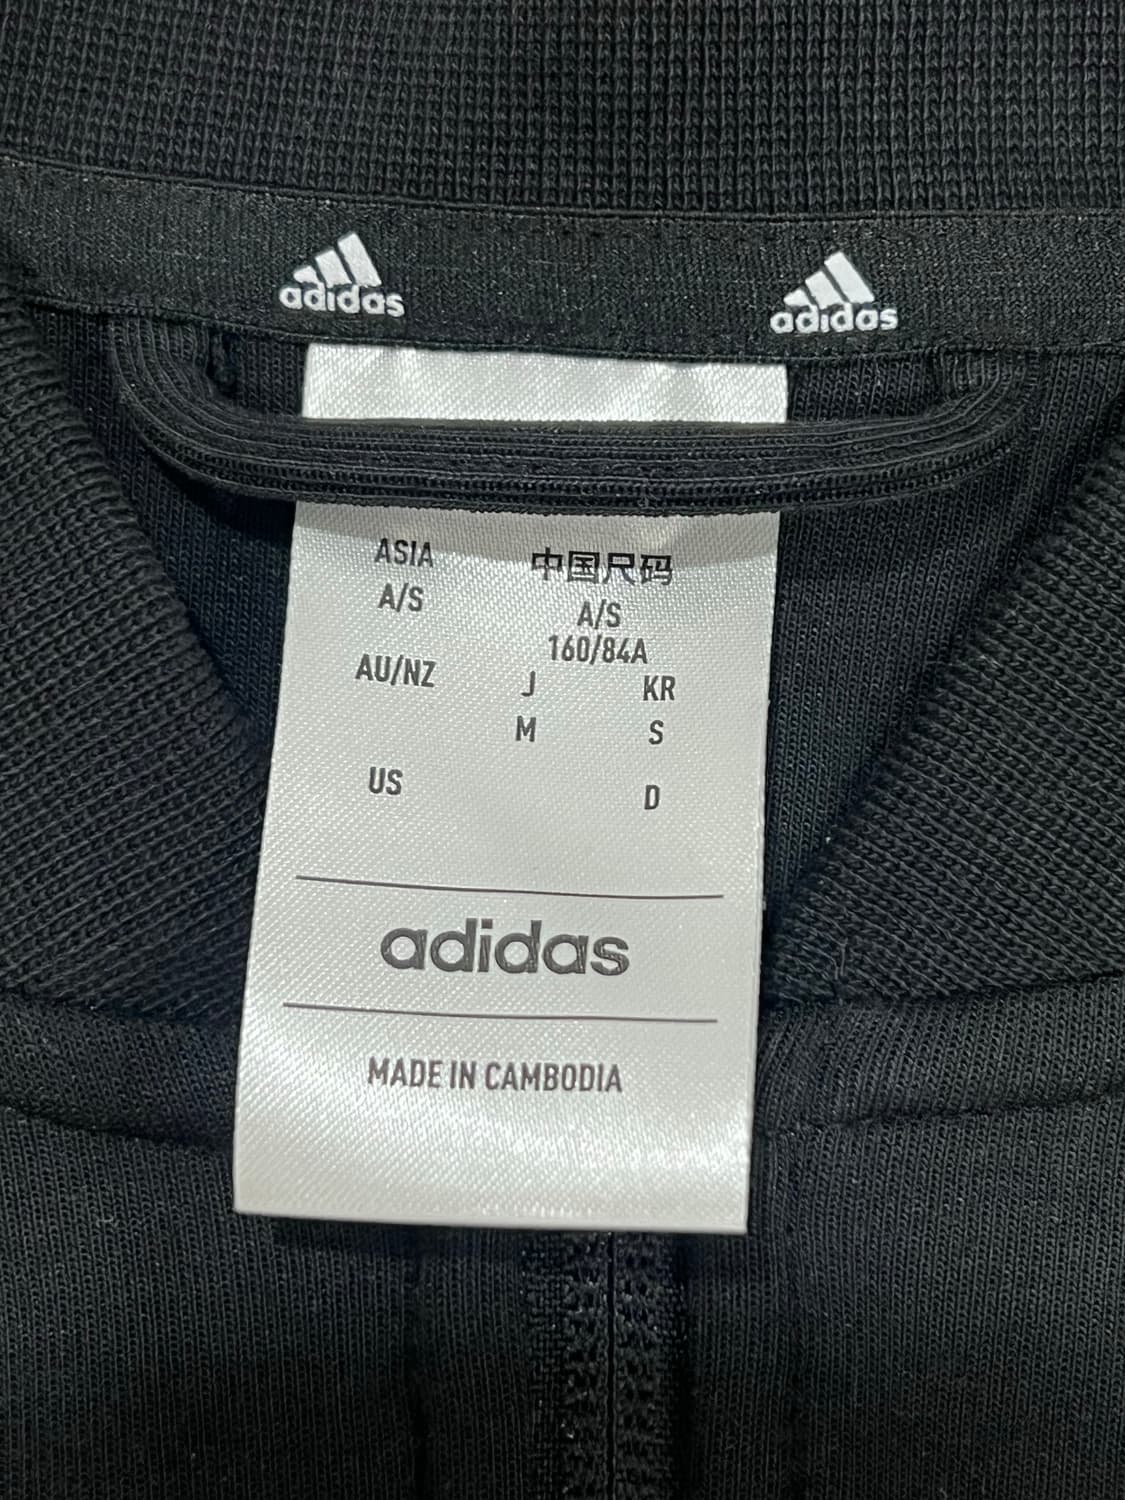 adidas adidas
ASIA 中国尺码
A/S A/S
160/84A
AU/NZ J KR
M S
US D
adidas
MADE IN CAMBODIA